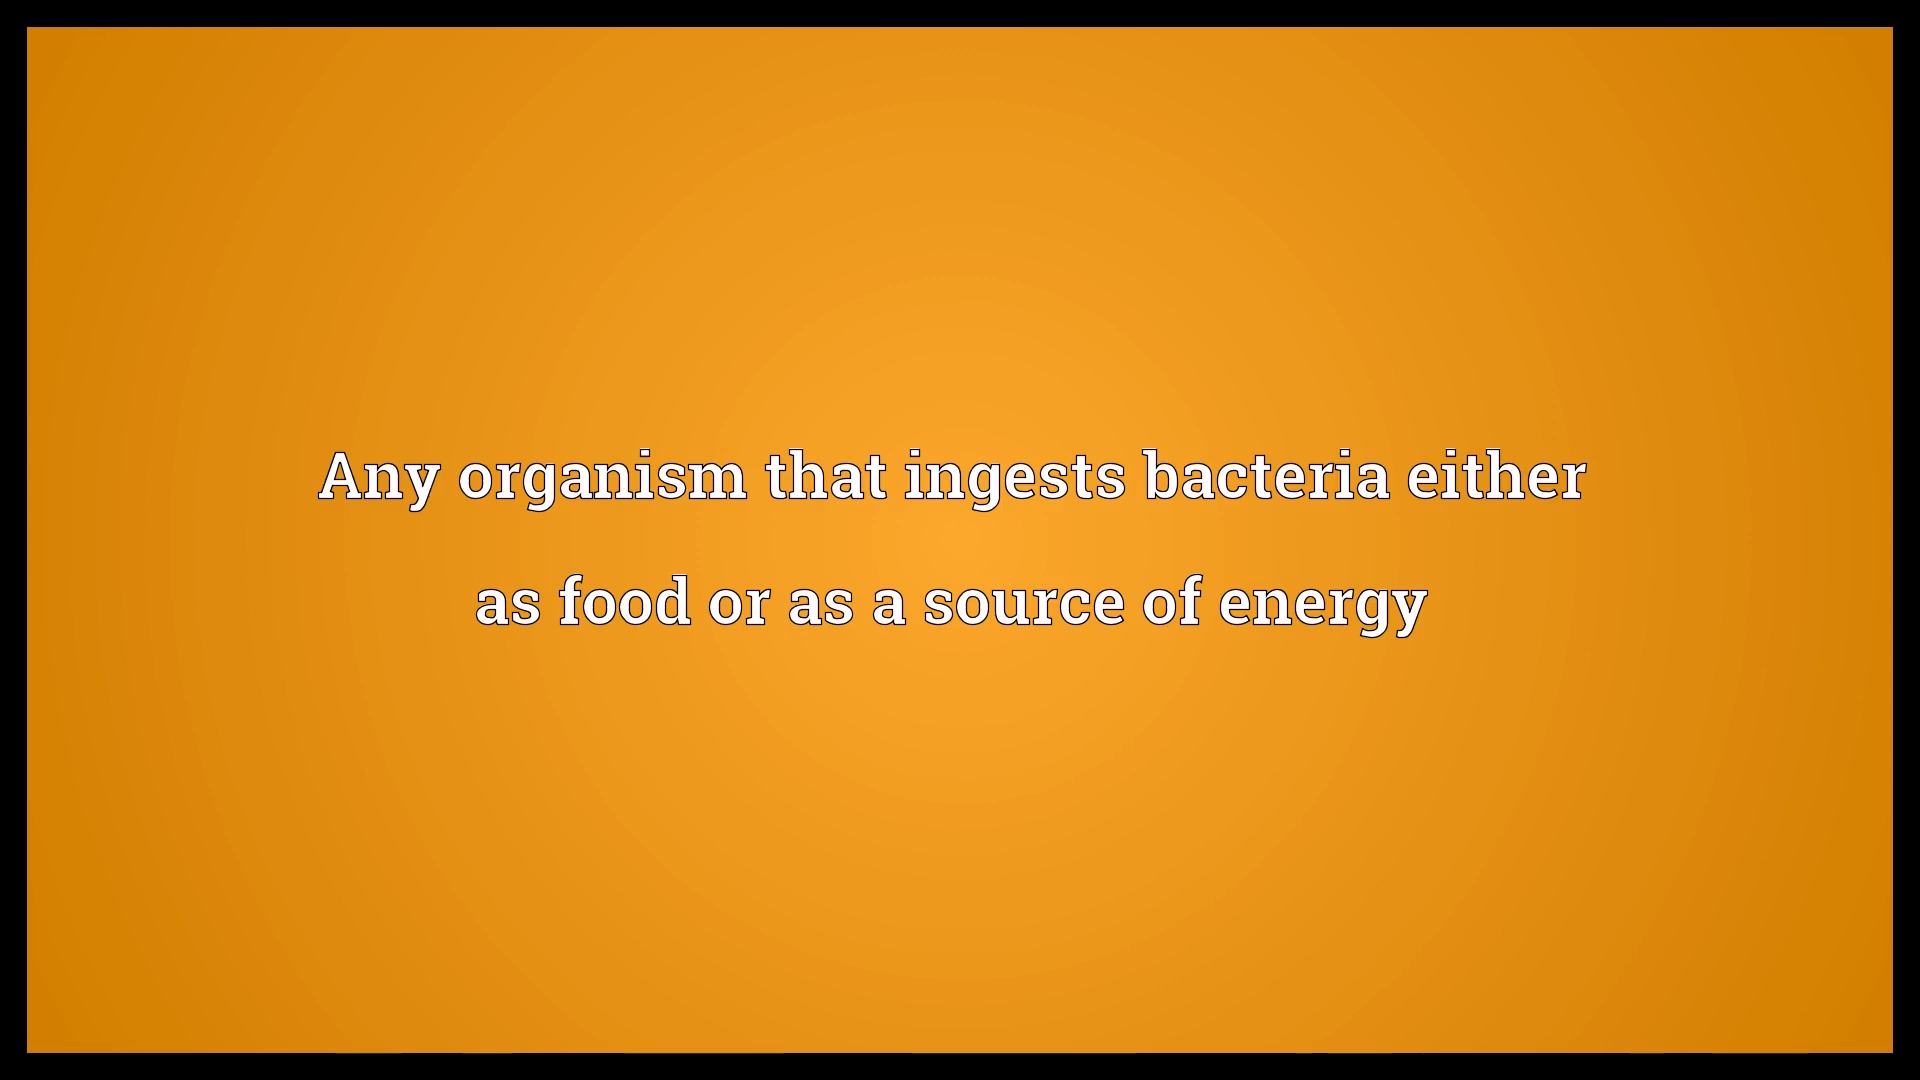 Any organism that ingests bacteria either
as food or as a source of energy